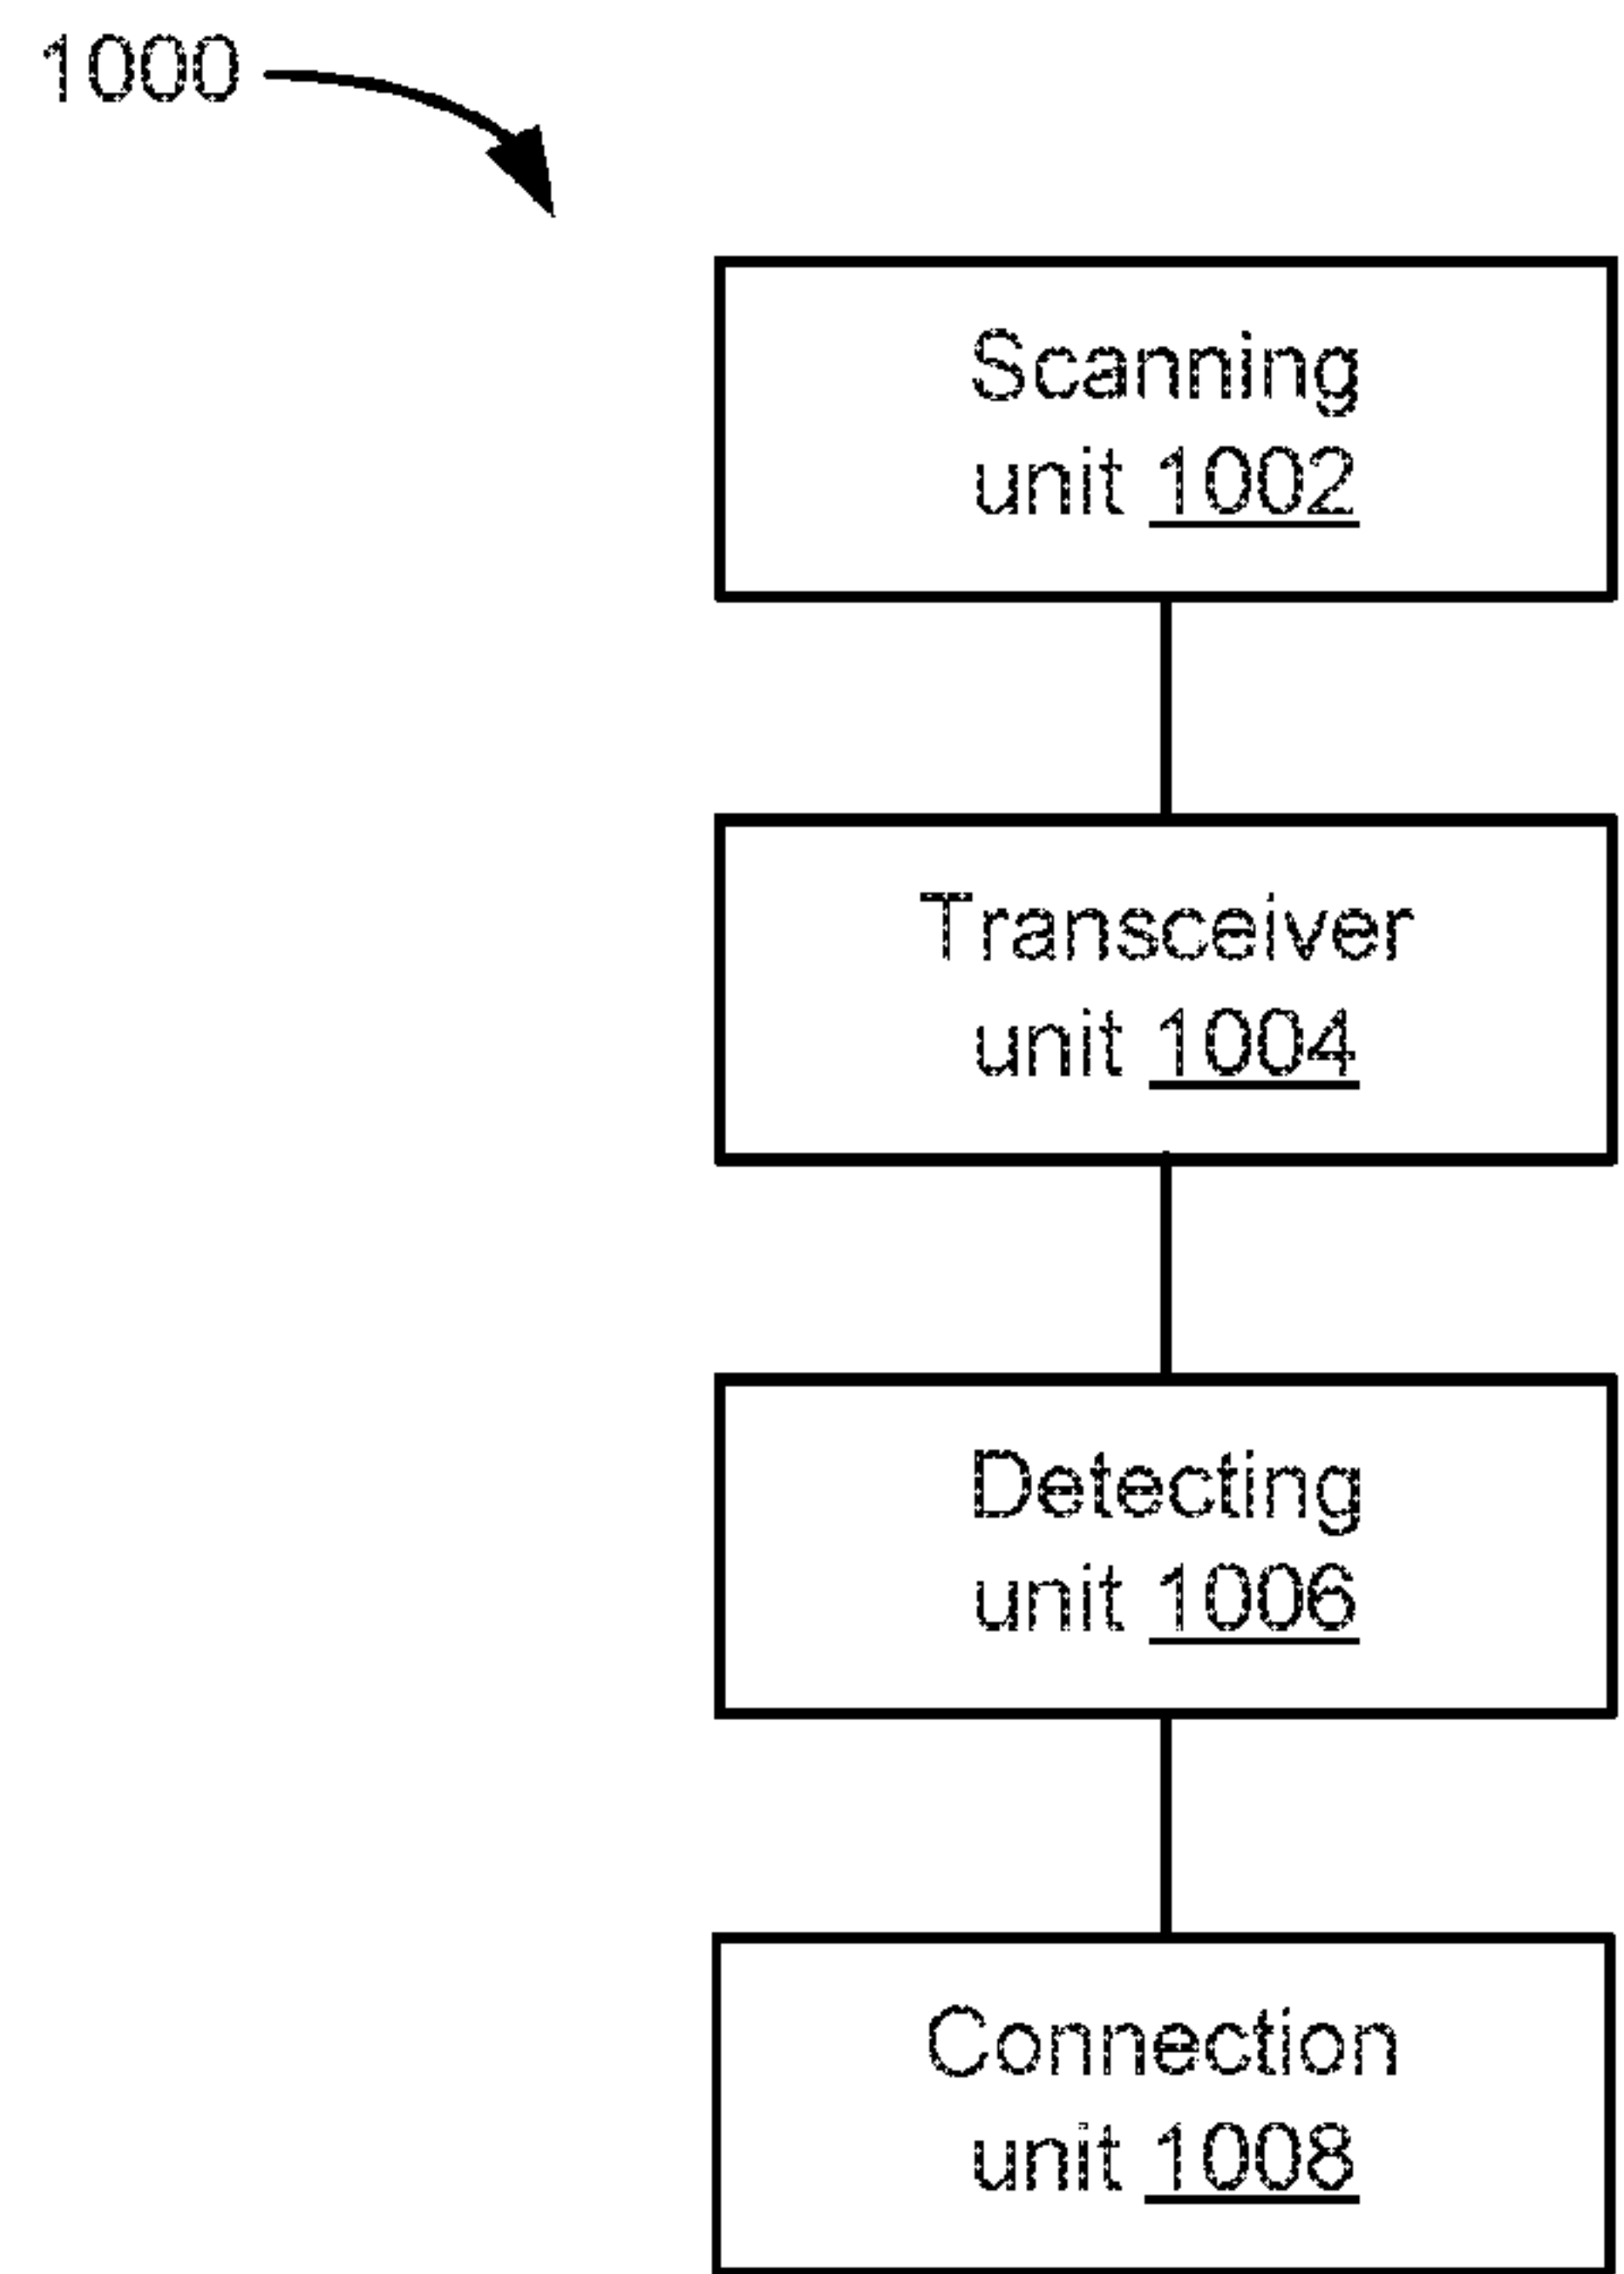 1000
Scanning
unit 1002
Transceiver
unit 1004
Detecting
unit 1006
Connection
unit 1008